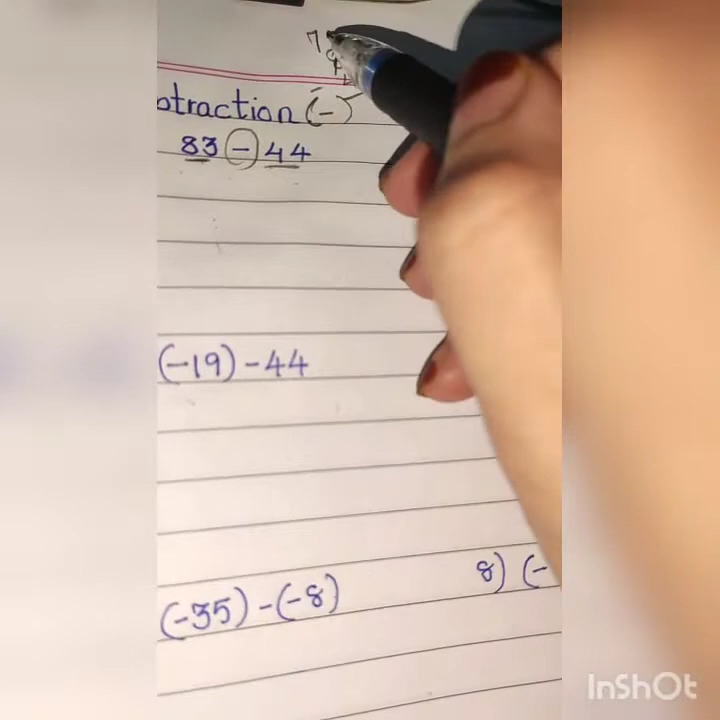 otraction (-)
83 - 44
(-19) - 44
(-35) - (-8)
8) (-
InShOt